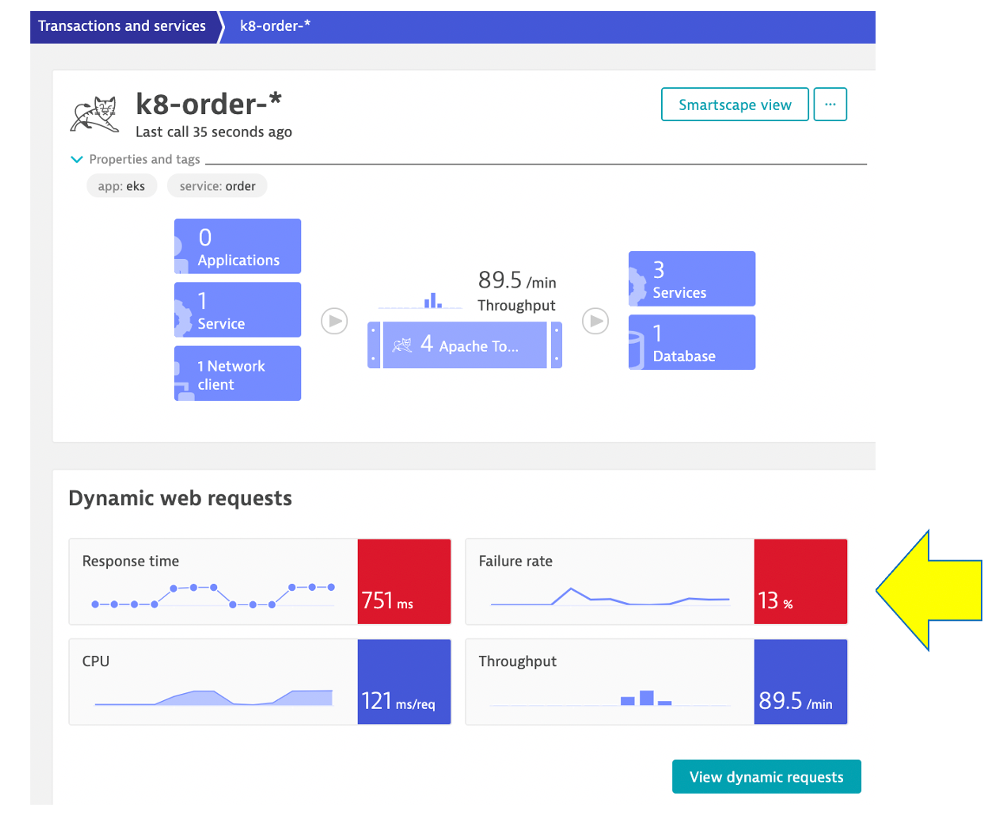 Transactions and services
k8-order-*
k8-order-*
Last call 35 seconds ago
Smartscape view
...
Properties and tags
app: eks
service: order
0
Applications
1
Service
1 Network
client
89.5 /min
Throughput
4 Apache To...
3
Services
1
Database
Dynamic web requests
Response time
751 ms
Failure rate
13 %
CPU
121 ms/req
Throughput
89.5 /min
View dynamic requests